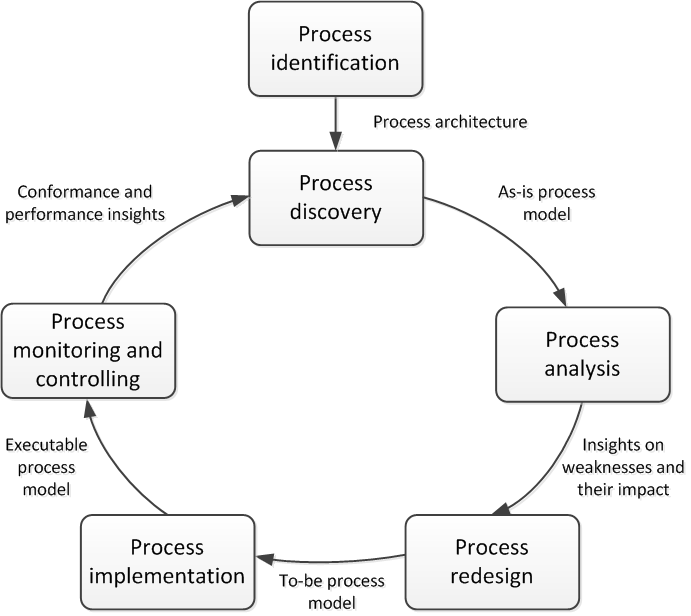 Process
identification
Process architecture
Process
discovery
Conformance and
performance insights
As-is process
model
Process
monitoring and
controlling
Process
analysis
Executable
process
model
Insights on
weaknesses and
their impact
Process
implementation
To-be process
model
Process
redesign